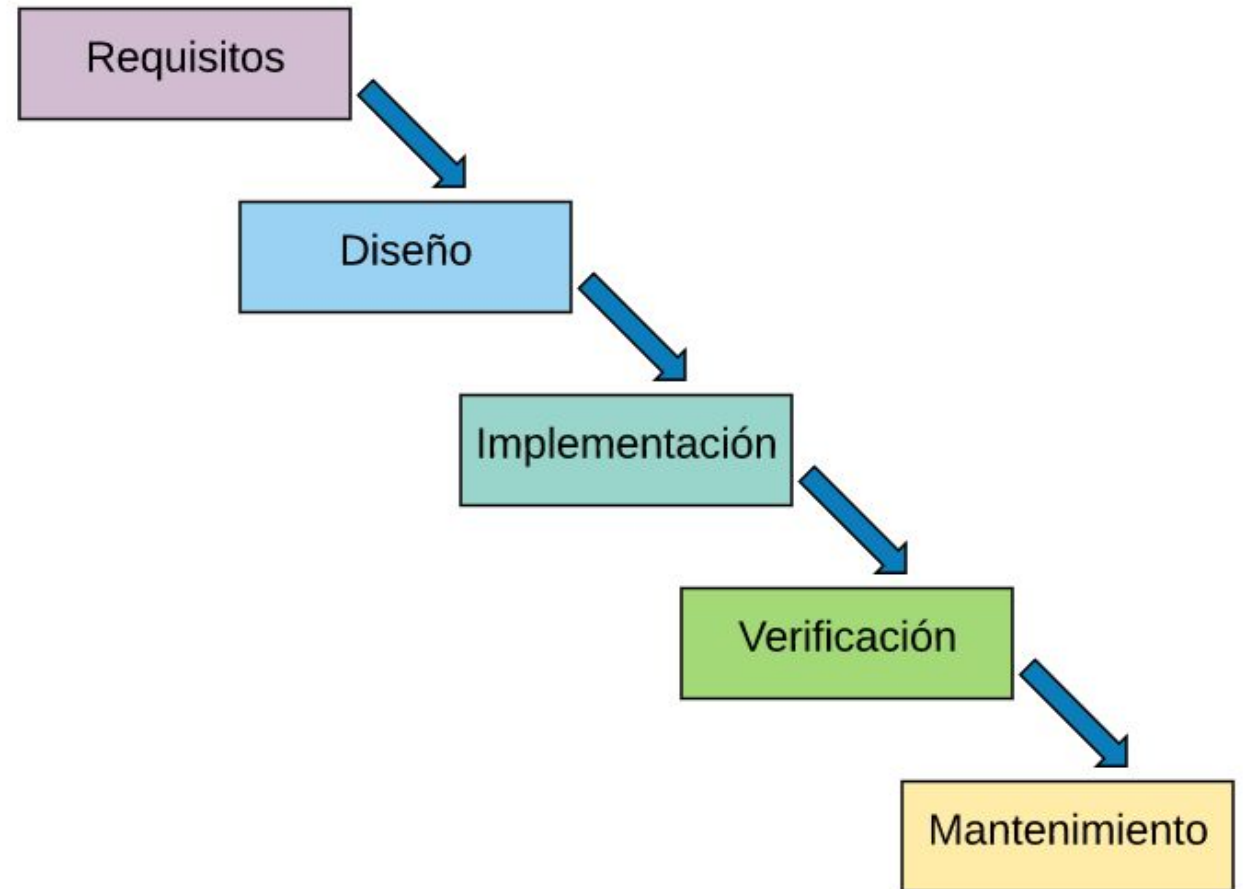 Requisitos
Diseño
Implementación
Verificación
Mantenimiento